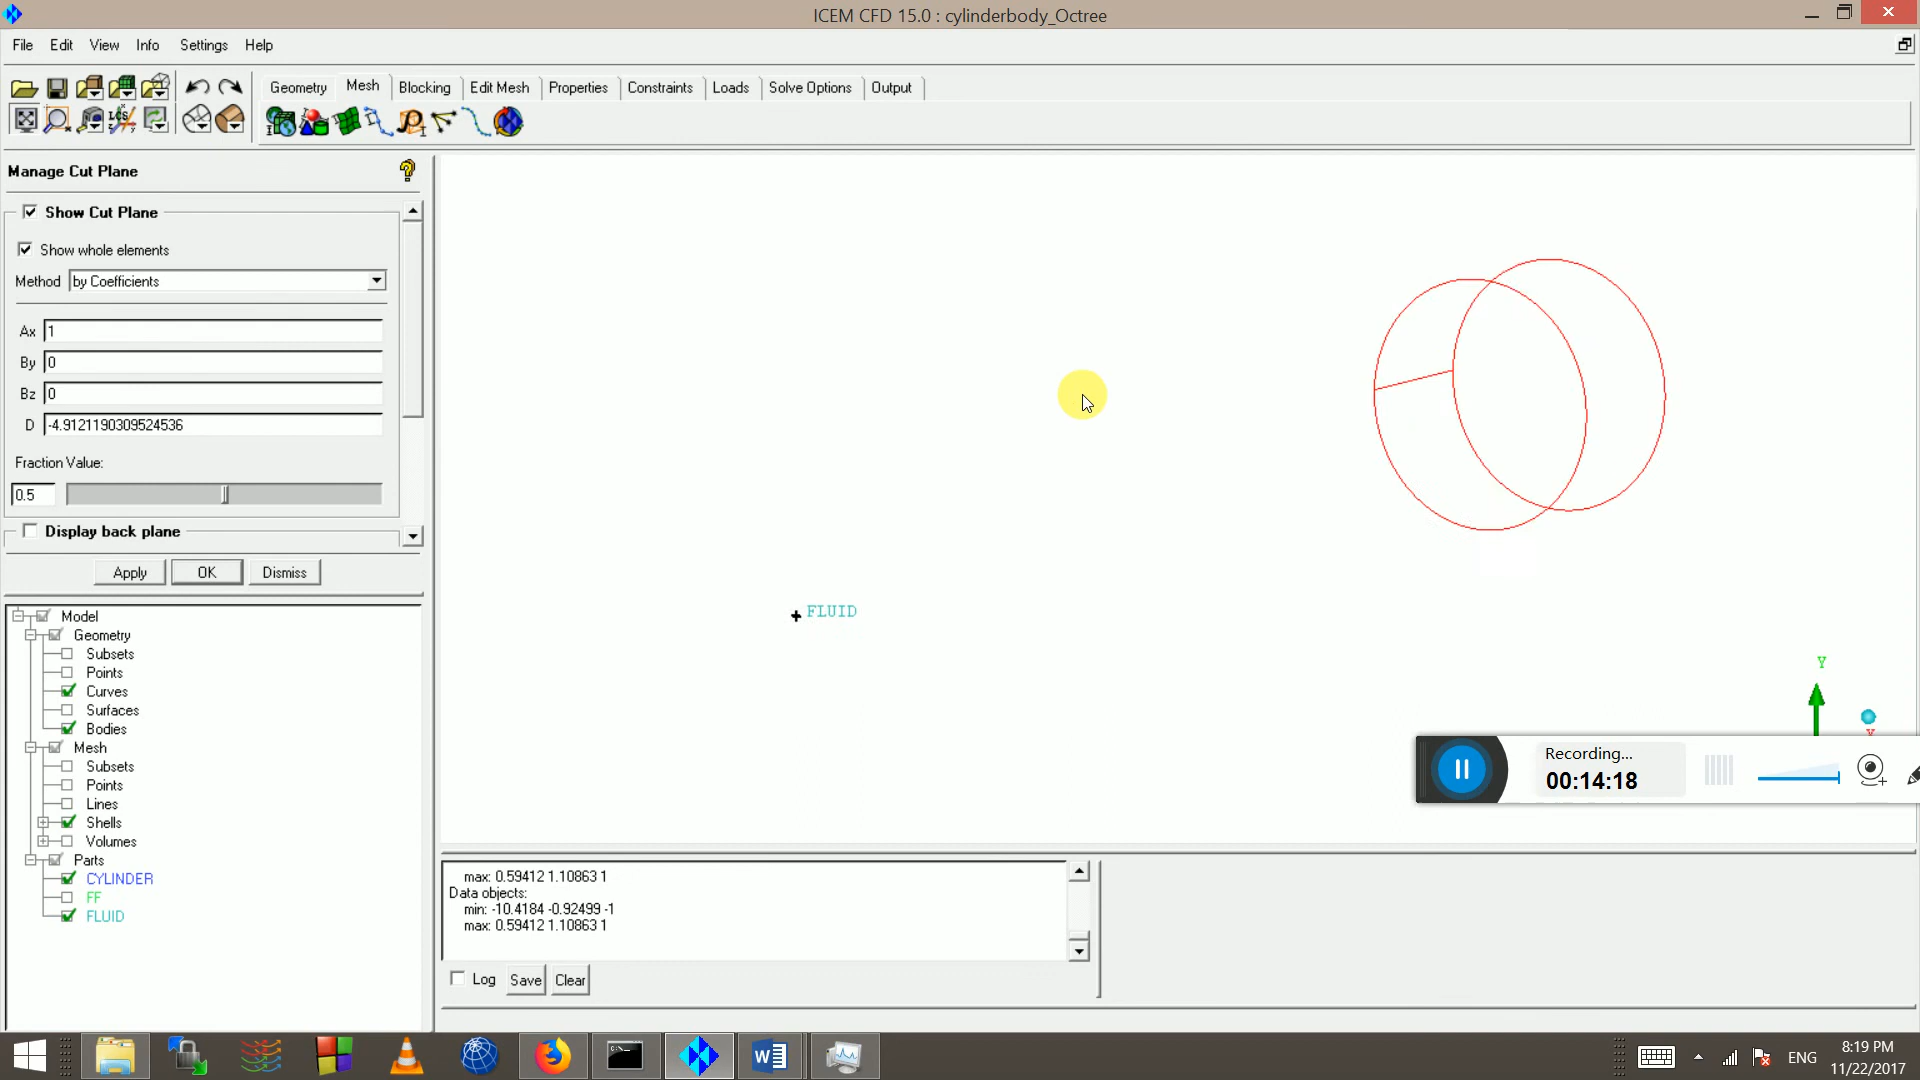 ICEM CFD 15.0 : cylinderbody_Octree
File Edit View Info Settings Help
Geometry Mesh Blocking Edit Mesh Properties Constraints Loads Solve Options Output
LCS
Manage Cut Plane
Show Cut Plane
Show whole elements
Method by Coefficients
Ax 1
By 0
Bz 0
D -4.9121190309524536
Fraction Value:
0.5
Display back plane
Apply OK Dismiss
Model
Geometry
Subsets
Points
Curves
Surfaces
Bodies
Mesh
Subsets
Points
Lines
Shells
Volumes
Parts
CYLINDER
FF
FLUID
FLUID
Y
Recording...
00:14:18
max: 0.59412 1.10863 1
Data objects:
min: -10.4184 -0.92499 -1
max: 0.59412 1.10863 1
Log Save Clear
ENG
8:19 PM
11/22/2017